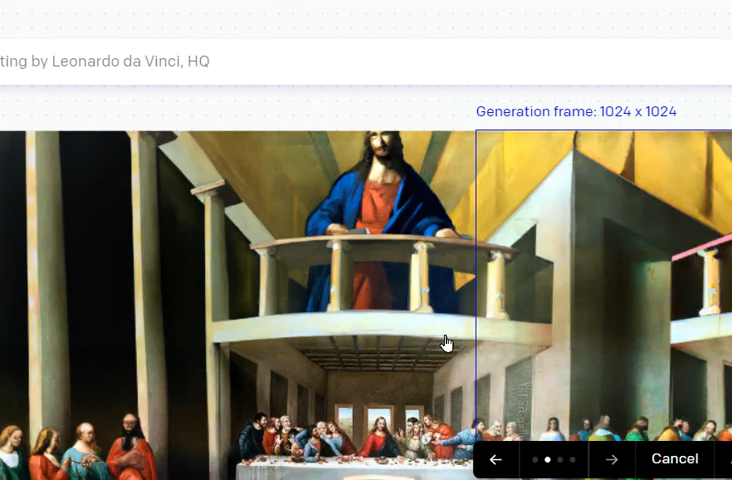 ting by Leonardo da Vinci, HQ
Generation frame: 1024 x 1024
Cancel